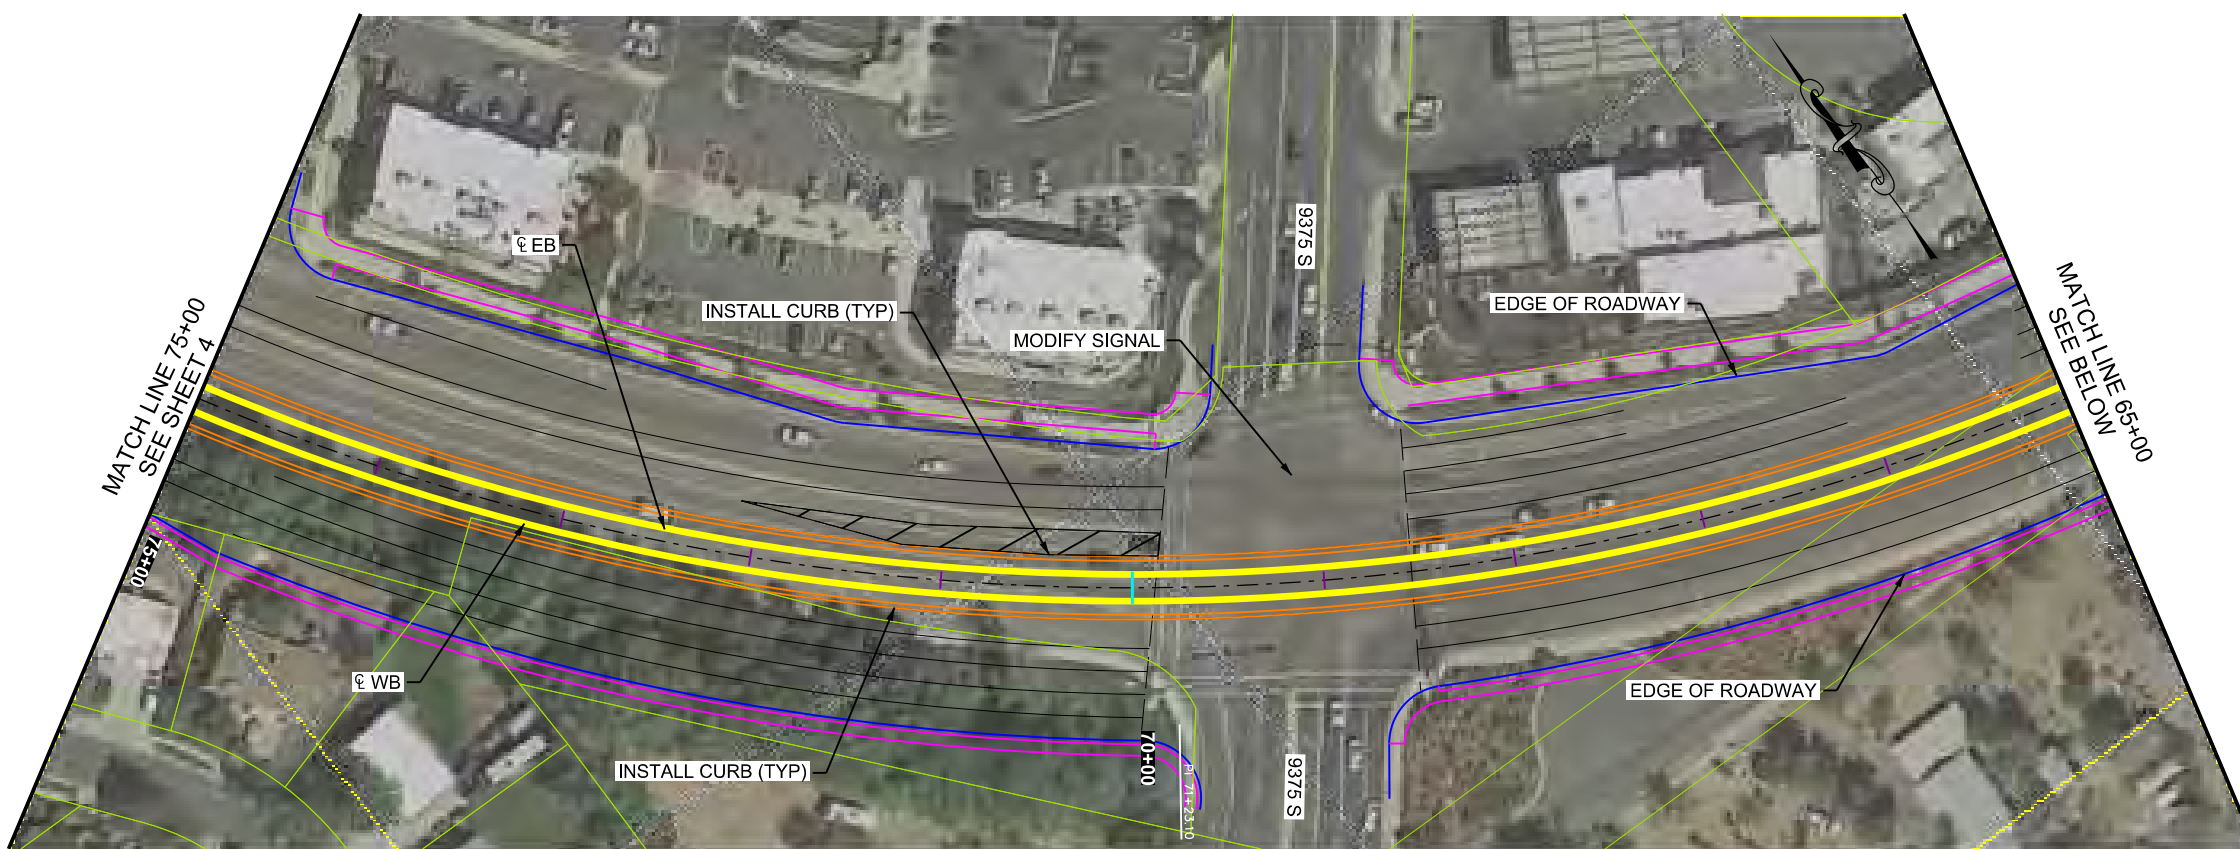 MATCH LINE 75+00
SEE SHEET 4
℄ EB
INSTALL CURB (TYP)
MODIFY SIGNAL
9375 S
EDGE OF ROADWAY
MATCH LINE 65+00
SEE BELOW
75+00
℄ WB
INSTALL CURB (TYP)
70+00
PI 71+23.10
9375 S
EDGE OF ROADWAY